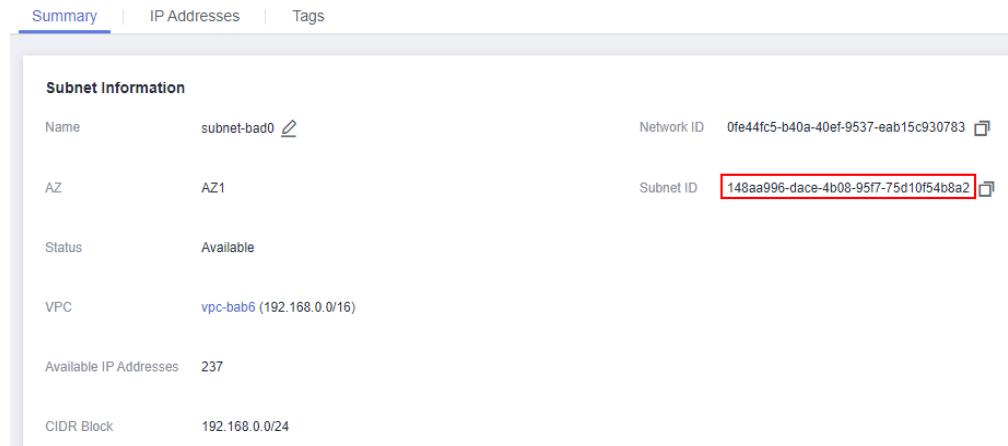 Summary IP Addresses Tags
Subnet Information
Name subnet-bad0 Network ID 0fe44fc5-b40a-40ef-9537-eab15c930783
AZ AZ1 Subnet ID 148aa996-dace-4b08-95f7-75d10f54b8a2
Status Available
VPC vpc-bab6 (192.168.0.0/16)
Available IP Addresses 237
CIDR Block 192.168.0.0/24